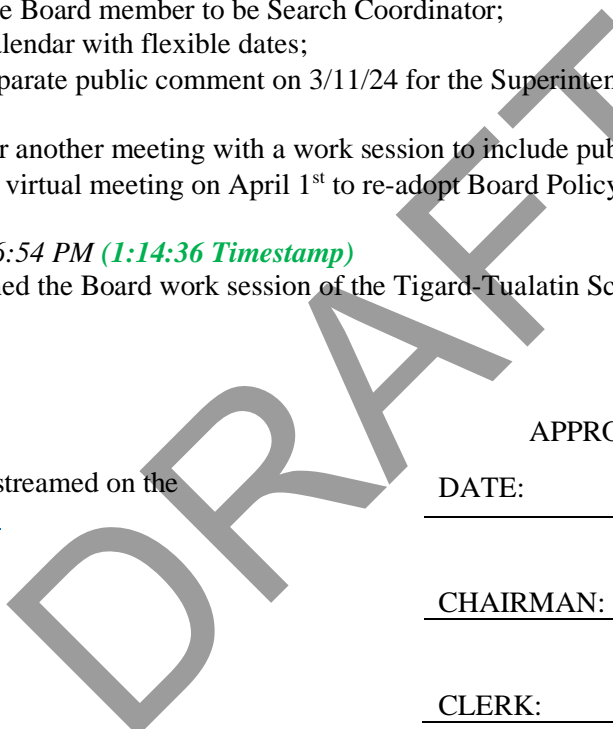 e Board member to be Search Coordinator;
alendar with flexible dates;
parate public comment on 3/11/24 for the Superinten
r another meeting with a work session to include pub
virtual meeting on April 1st to re-adopt Board Policy
6:54 PM (1:14:36 Timestamp)
ned the Board work session of the Tigard-Tualatin Sc
APPRO
streamed on the
DATE:
CHAIRMAN:
CLERK:
DRAFT